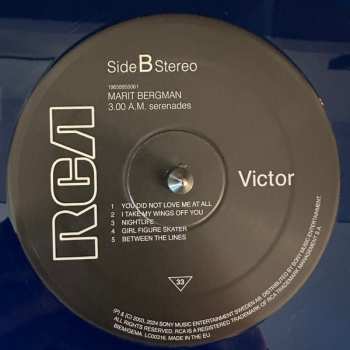 Side B Stereo
19658855061
MARIT BERGMAN
3.00 A.M. serenades
RCA
Victor
1 YOU DID NOT LOVE ME AT ALL
2 I TAKE MY WINGS OFF YOU
3 NIGHTLIFE
4 GIRL FIGURE SKATER
5 BETWEEN THE LINES
33
(P) & (C) 2003, 2024 SONY MUSIC ENTERTAINMENT SWEDEN AB. DISTRIBUTED BY SONY MUSIC ENTERTAINMENT.
ALL RIGHTS RESERVED. RCA IS A REGISTERED TRADEMARK OF RCA TRADEMARK MANAGEMENT S.A.
BIEM/GEMA. LC00316. MADE IN THE EU.